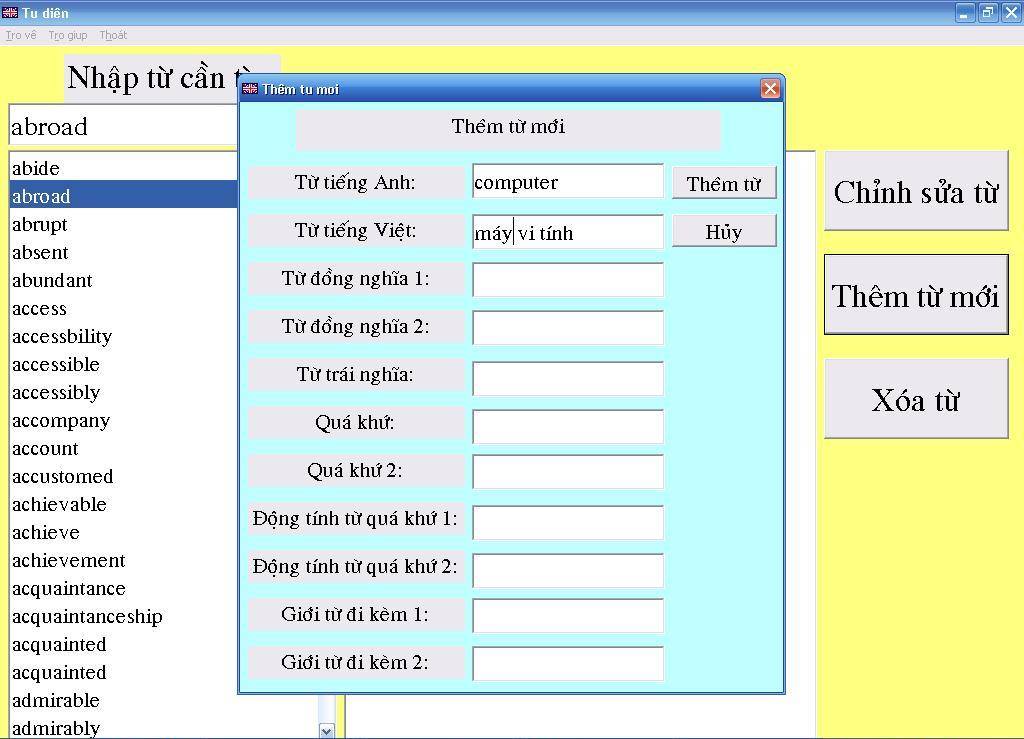 Tu diên
Tro vê Tro giup Thoát
Nhập từ cần
abroad
abide
abroad
abrupt
absent
abundant
access
accessbility
accessible
accessibly
accompany
account
accustomed
achievable
achieve
achievement
acquaintance
acquaintanceship
acquainted
acquainted
admirable
admirably
Thêm tu moi
Thêm từ mới
Từ tiếng Anh: computer Thêm từ
Từ tiếng Việt: máy vi tính Hủy
Từ đồng nghĩa 1:
Từ đồng nghĩa 2:
Từ trái nghĩa:
Quá khứ:
Quá khứ 2:
Động tính từ quá khứ 1:
Động tính từ quá khứ 2:
Giới từ đi kèm 1:
Giới từ đi kèm 2:
Chỉnh sửa từ
Thêm từ mới
Xóa từ